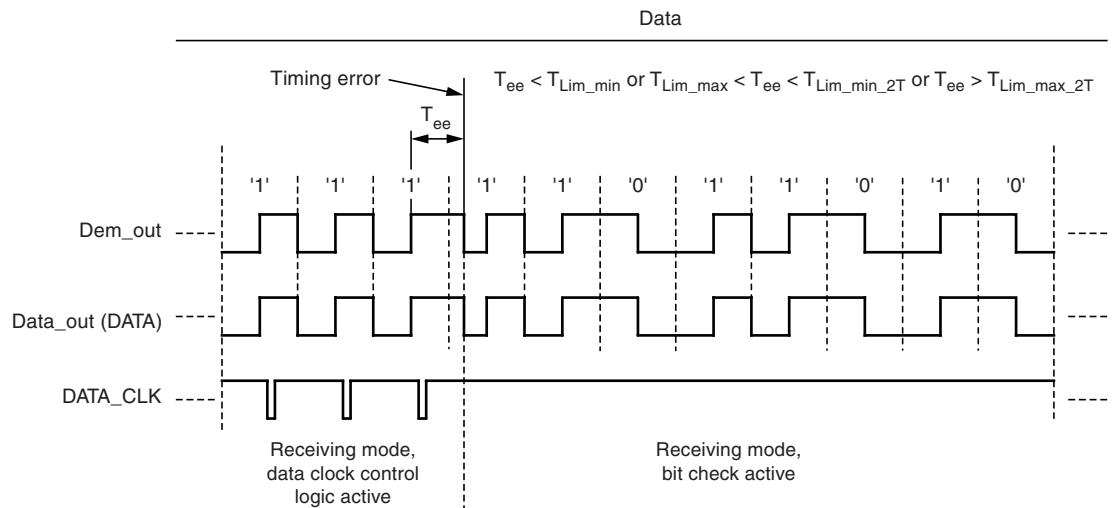 Data
Timing error
T_ee < T_Lim_min or T_Lim_max < T_ee < T_Lim_min_2T or T_ee > T_Lim_max_2T
T_ee
'1' '1' '1' '1' '1' '0' '1' '1' '0' '1' '0'
Dem_out
Data_out (DATA)
DATA_CLK
Receiving mode,
data clock control
logic active
Receiving mode,
bit check active